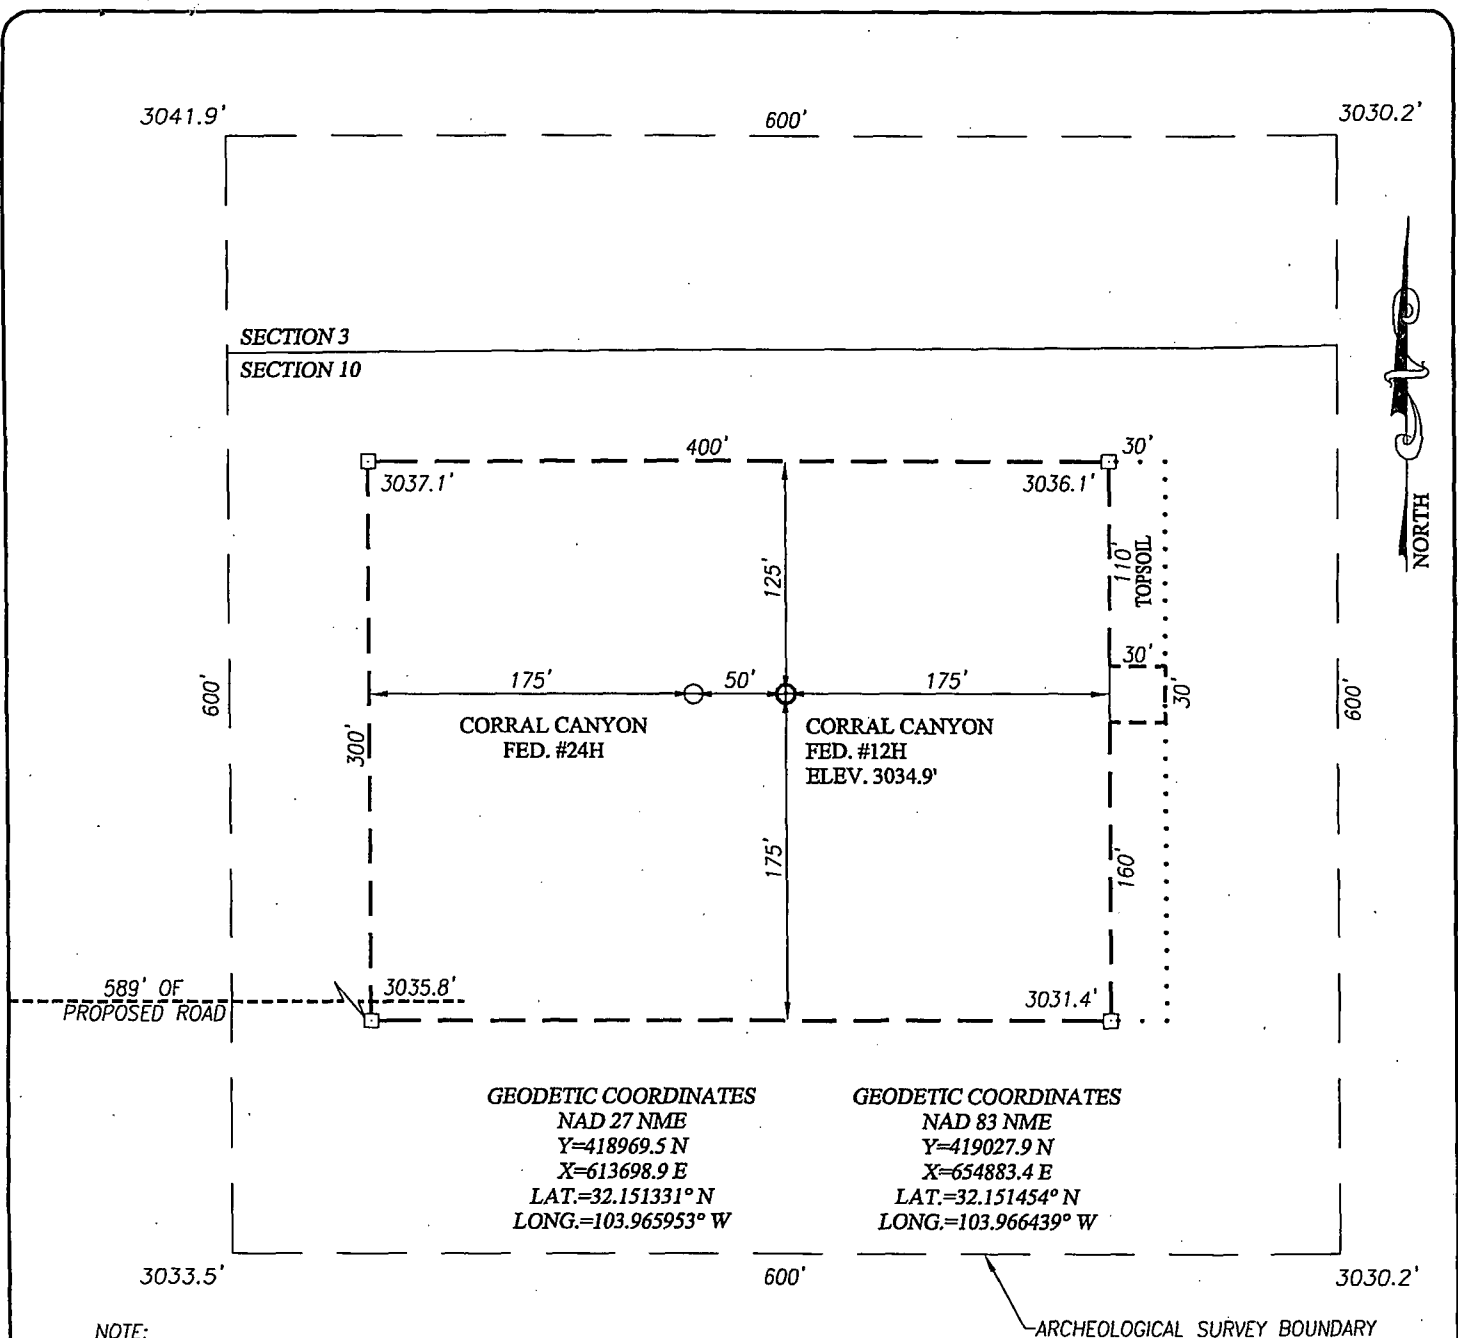 3041.9'
600'
3030.2'
SECTION 3
SECTION 10
NORTH
400'
30'
3037.1'
3036.1'
125'
110'
TOPSOIL
30'
30'
175'
50'
175'
600'
600'
300'
CORRAL CANYON
FED. #24H
CORRAL CANYON
FED. #12H
ELEV. 3034.9'
175'
160'
589' OF
PROPOSED ROAD
3035.8'
3031.4'
GEODETIC COORDINATES
NAD 27 NME
Y=418969.5 N
X=613698.9 E
LAT.=32.151331° N
LONG.=103.965953° W
GEODETIC COORDINATES
NAD 83 NME
Y=419027.9 N
X=654883.4 E
LAT.=32.151454° N
LONG.=103.966439° W
3033.5'
600'
3030.2'
NOTE:
ARCHEOLOGICAL SURVEY BOUNDARY